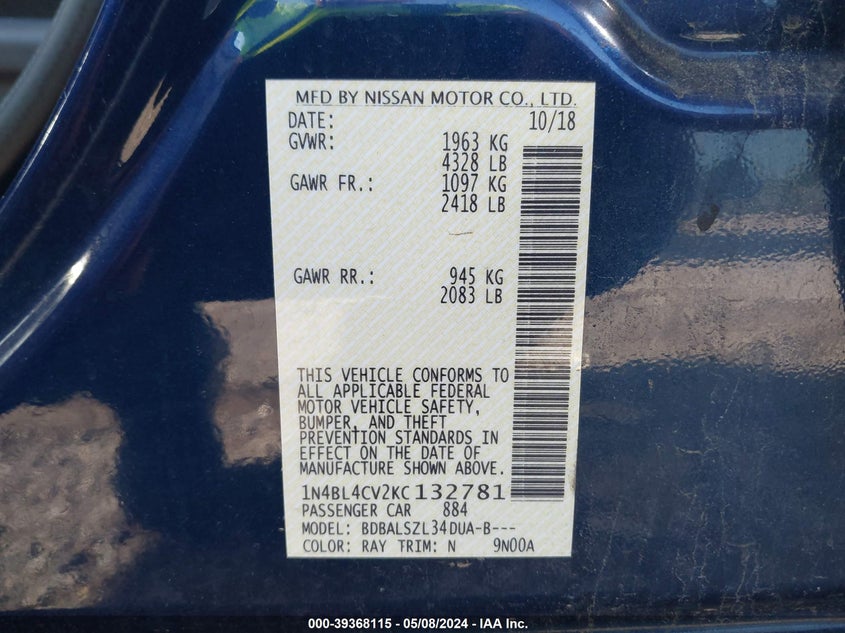 MFD BY NISSAN MOTOR CO., LTD.
DATE: 10/18
GVWR: 1963 KG
4328 LB
GAWR FR.: 1097 KG
2418 LB
GAWR RR.: 945 KG
2083 LB
THIS VEHICLE CONFORMS TO
ALL APPLICABLE FEDERAL
MOTOR VEHICLE SAFETY,
BUMPER, AND THEFT
PREVENTION STANDARDS IN
EFFECT ON THE DATE OF
MANUFACTURE SHOWN ABOVE.
1N4BL4CV2KC132781
PASSENGER CAR 884
MODEL: BDBALSZL34DUA-B---
COLOR: RAY TRIM: N 9N00A
000-39368115 - 05/08/2024 - IAA Inc.